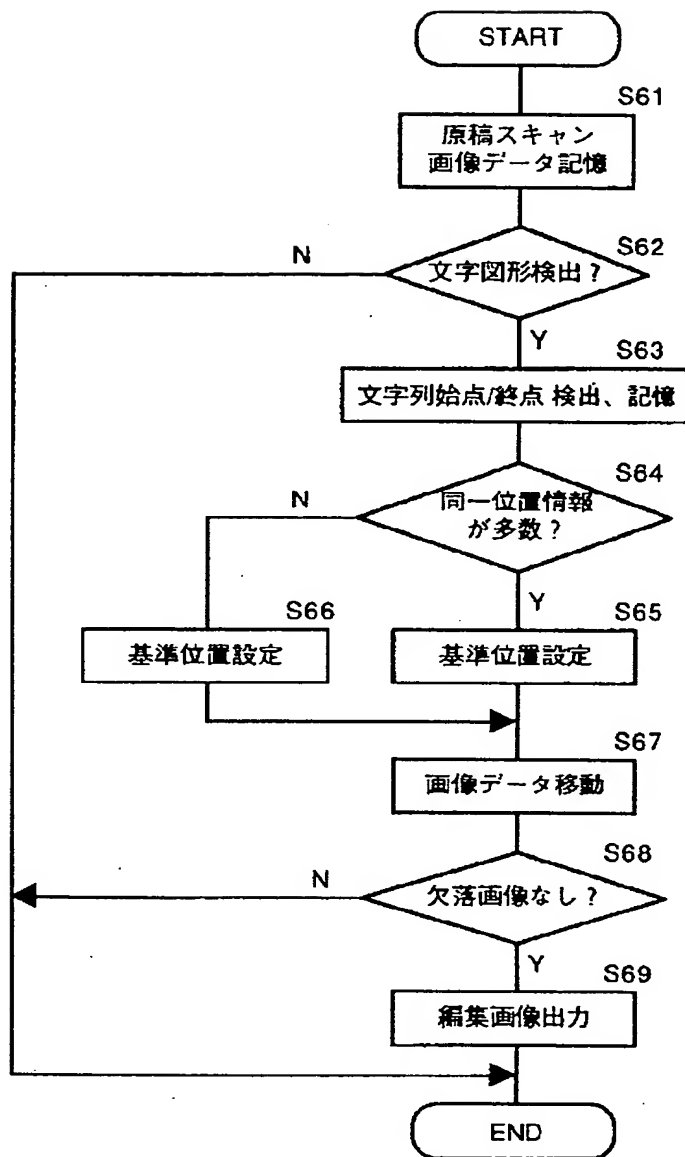 START
S61
原稿スキャン
画像データ記憶
S62
N
文字図形検出?
Y
S63
文字列始点/終点 検出、記憶
S64
N
同一位置情報
が多数?
Y
S66
S65
基準位置設定
基準位置設定
S67
画像データ移動
S68
N
欠落画像なし?
Y
S69
編集画像出力
END